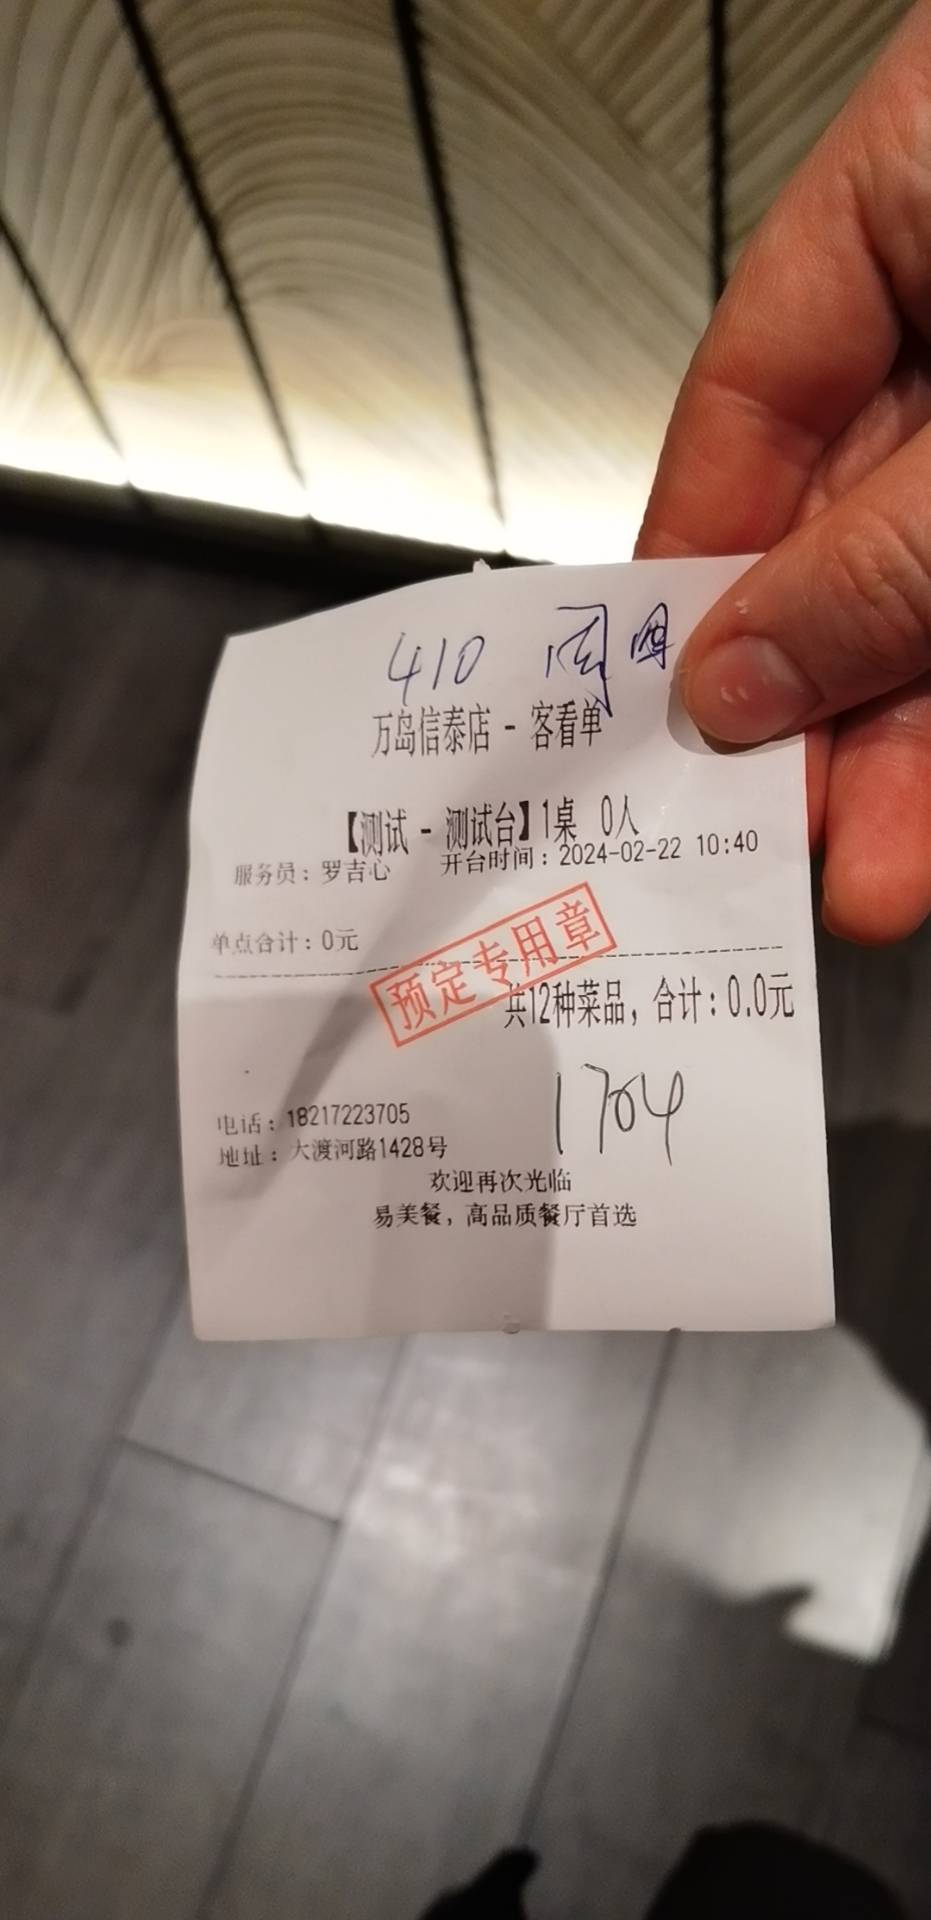 410 周四
万岛信泰店 - 客看单
【测试 - 测试台】1桌 0人
服务员：罗吉心 开台时间：2024-02-22 10:40
单点合计：0元
预定专用章
共12种菜品，合计：0.0元
1704
电话：18217223705
地址：大渡河路1428号
欢迎再次光临
易美餐，高品质餐厅首选